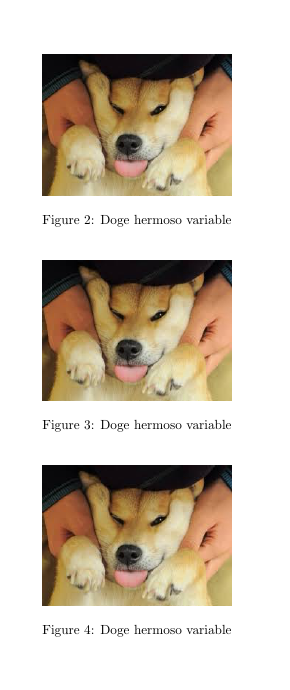 Figure 2: Doge hermoso variable
Figure 3: Doge hermoso variable
Figure 4: Doge hermoso variable